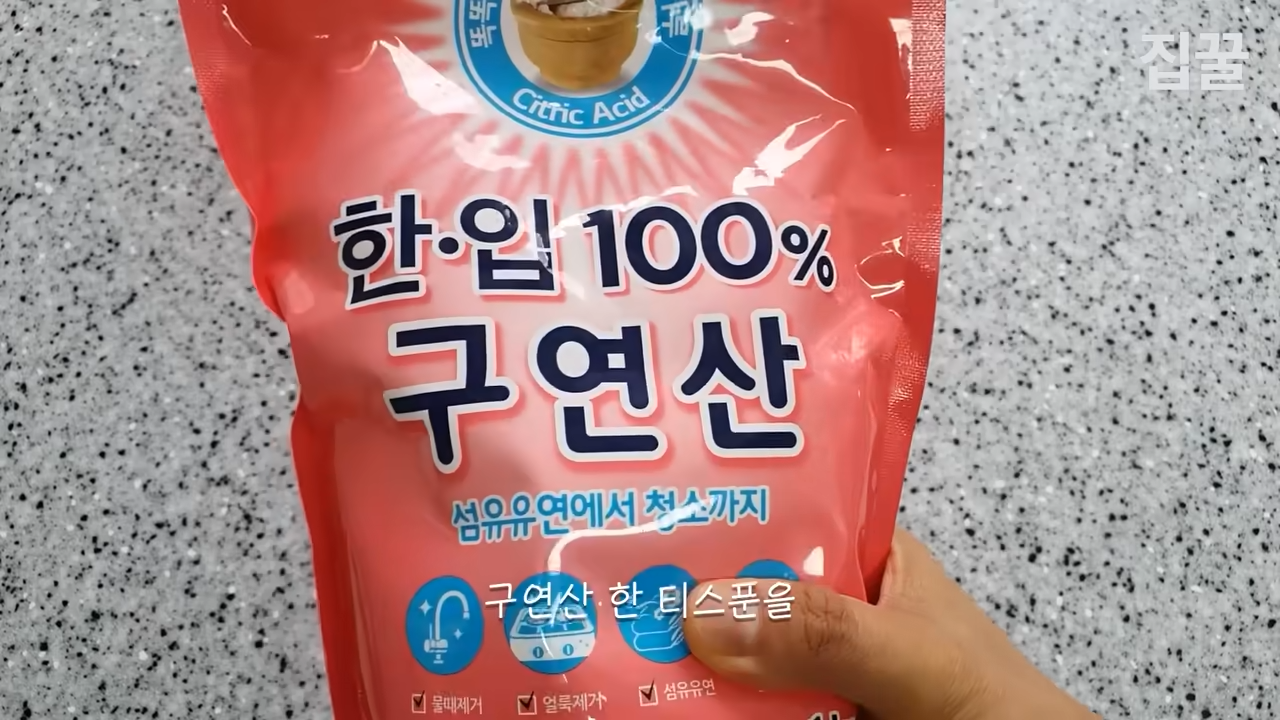 집꿀
똑똑
Citric Acid
한·입 100%
구연산
섬유유연에서 청소까지
구연산 한 티스푼을
물때제거
얼룩제거
섬유유연